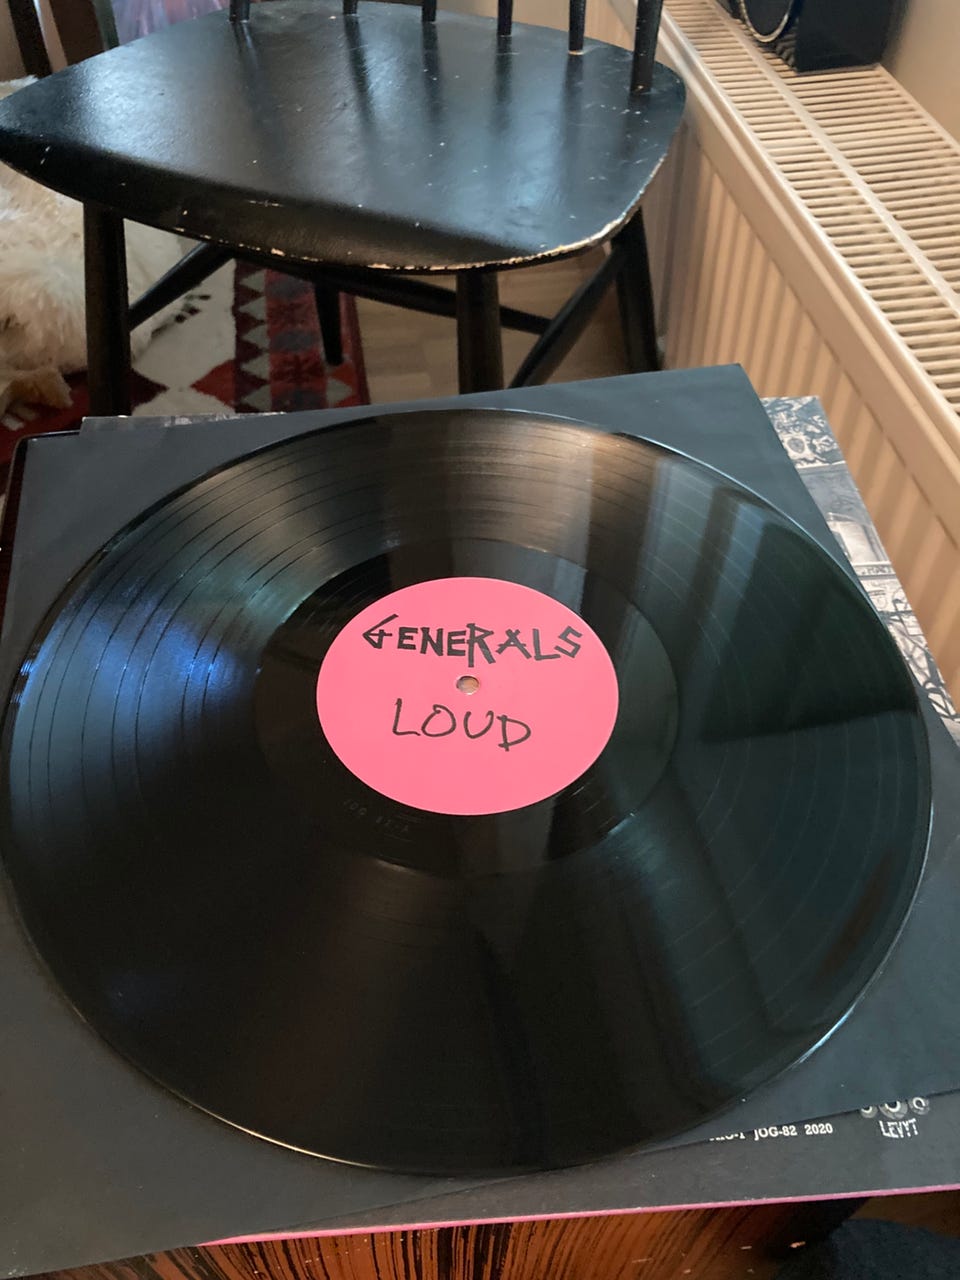 GENERALS
LOUD
JOG-82 2020
LEVYT